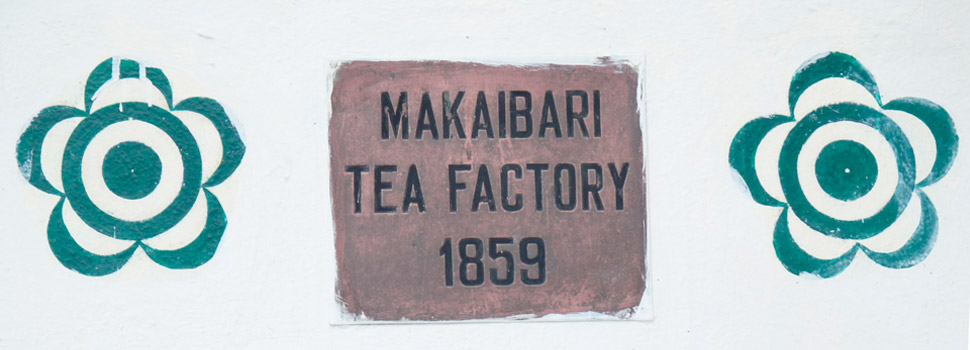 MAKAIBARI
TEA FACTORY
1859